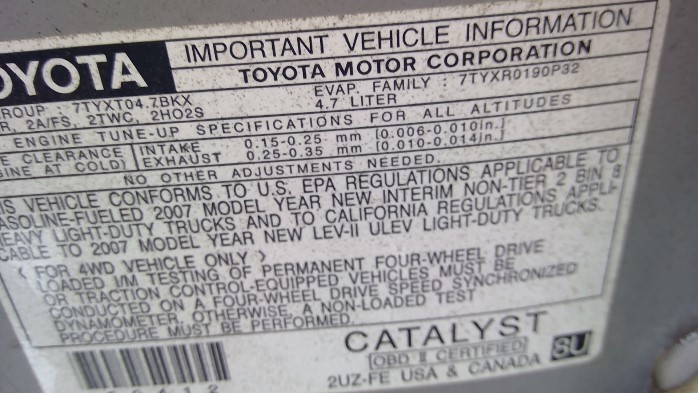 OYOTA
IMPORTANT VEHICLE INFORMATION
TOYOTA MOTOR CORPORATION
ROUP : 7TYXT04.7BKX EVAP. FAMILY : 7TYXR0190P32
R, 2A/FS, 2TWC, 2HO2S 4.7 LITER
ENGINE TUNE-UP SPECIFICATIONS FOR ALL ALTITUDES
E CLEARANCE INTAKE 0.15-0.25 mm [0.006-0.010in.]
INE AT COLD) EXHAUST 0.25-0.35 mm [0.010-0.014in.]
NO OTHER ADJUSTMENTS NEEDED.
IS VEHICLE CONFORMS TO U.S. EPA REGULATIONS APPLICABLE TO
ASOLINE-FUELED 2007 MODEL YEAR NEW INTERIM NON-TIER 2 BIN 8
EAVY LIGHT-DUTY TRUCKS AND TO CALIFORNIA REGULATIONS APPLI-
CABLE TO 2007 MODEL YEAR NEW LEV-II ULEV LIGHT-DUTY TRUCKS.
< FOR 4WD VEHICLE ONLY >
LOADED I/M TESTING OF PERMANENT FOUR-WHEEL DRIVE
OR TRACTION CONTROL-EQUIPPED VEHICLES MUST BE
CONDUCTED ON A FOUR-WHEEL DRIVE SPEED SYNCHRONIZED
DYNAMOMETER. OTHERWISE, A NON-LOADED TEST
PROCEDURE MUST BE PERFORMED.
CATALYST
OBD II CERTIFIED SU
2UZ-FE USA & CANADA